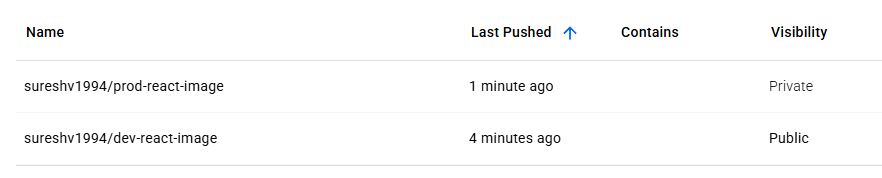 Name Last Pushed Contains Visibility
sureshv1994/prod-react-image 1 minute ago Private
sureshv1994/dev-react-image 4 minutes ago Public